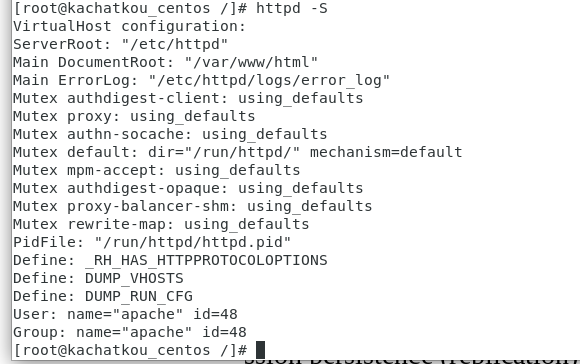 [root@kachatkou_centos /]# httpd -S
VirtualHost configuration:
ServerRoot: "/etc/httpd"
Main DocumentRoot: "/var/www/html"
Main ErrorLog: "/etc/httpd/logs/error_log"
Mutex authdigest-client: using_defaults
Mutex proxy: using_defaults
Mutex authn-socache: using_defaults
Mutex default: dir="/run/httpd/" mechanism=default
Mutex mpm-accept: using_defaults
Mutex authdigest-opaque: using_defaults
Mutex proxy-balancer-shm: using_defaults
Mutex rewrite-map: using_defaults
PidFile: "/run/httpd/httpd.pid"
Define: _RH_HAS_HTTPPROTOCOLOPTIONS
Define: DUMP_VHOSTS
Define: DUMP_RUN_CFG
User: name="apache" id=48
Group: name="apache" id=48
[root@kachatkou_centos /]#